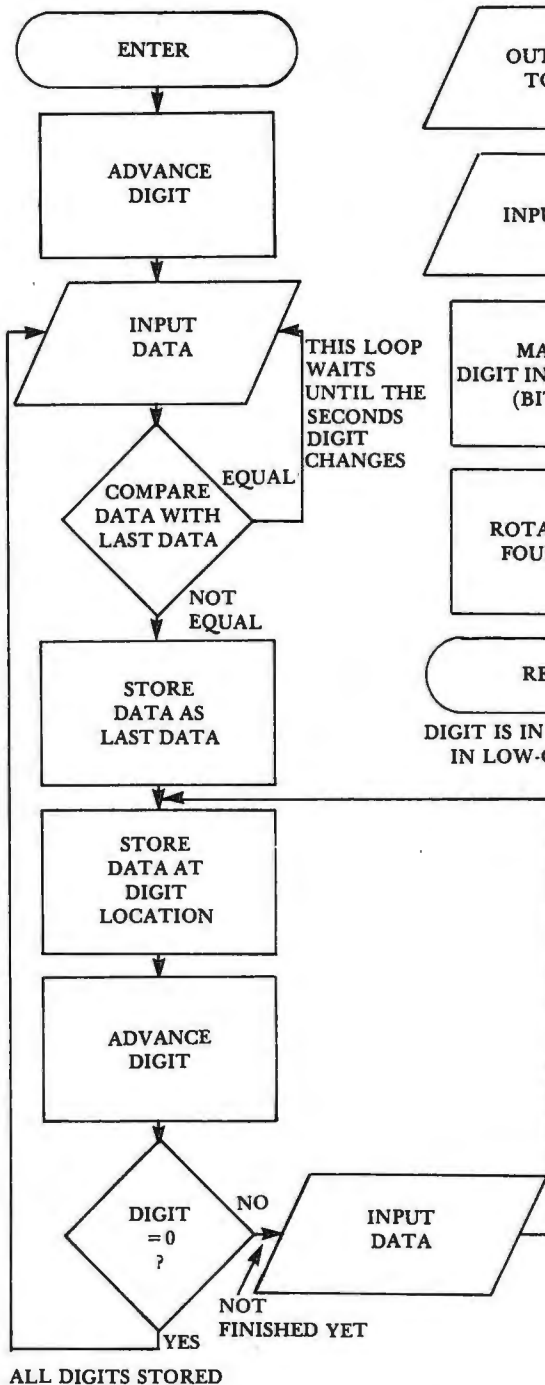 ENTER
ADVANCE
DIGIT
INPUT
DATA
THIS LOOP
WAITS
UNTIL THE
SECONDS
DIGIT
CHANGES
EQUAL
COMPARE
DATA WITH
LAST DATA
NOT
EQUAL
STORE
DATA AS
LAST DATA
STORE
DATA AT
DIGIT
LOCATION
ADVANCE
DIGIT
DIGIT
= 0
?
NO
NOT
FINISHED YET
YES
ALL DIGITS STORED
INPUT
DATA
OUT
TO
INPU
MA
DIGIT IN
(BIT
ROTA
FOU
RE
DIGIT IS IN
IN LOW-